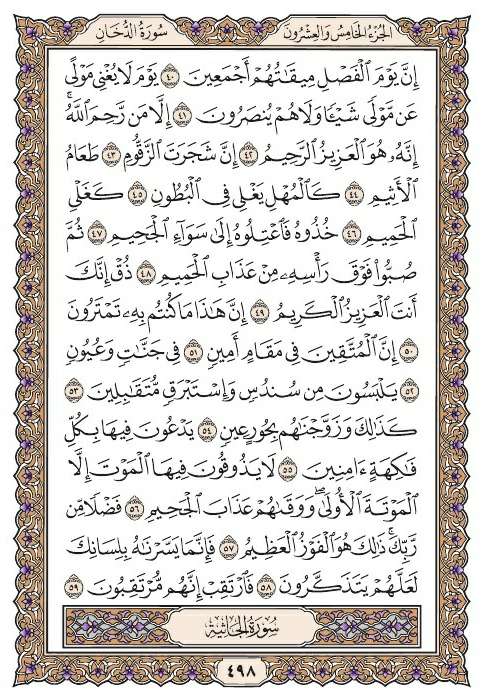 الجزء الخامس والعشرون
سورة الدخان
إِنَّ يَوْمَ ٱلْفَصْلِ مِيقَٰتُهُمْ أَجْمَعِينَ ٤٠ يَوْمَ لَا يُغْنِي مَوْلًى
عَن مَّوْلًى شَيْـًٔا وَلَا هُمْ يُنصَرُونَ ٤١ إِلَّا مَن رَّحِمَ ٱللَّهُۚ
إِنَّهُۥ هُوَ ٱلْعَزِيزُ ٱلرَّحِيمُ ٤٢ إِنَّ شَجَرَتَ ٱلزَّقُّومِ ٤٣ طَعَامُ
ٱلْأَثِيمِ ٤٤ كَٱلْمُهْلِ يَغْلِي فِي ٱلْبُطُونِ ٤٥ كَغَلْيِ
ٱلْحَمِيمِ ٤٦ خُذُوهُ فَٱعْتِلُوهُ إِلَىٰ سَوَآءِ ٱلْجَحِيمِ ٤٧ ثُمَّ
صُبُّوا۟ فَوْقَ رَأْسِهِۦ مِنْ عَذَابِ ٱلْحَمِيمِ ٤٨ ذُقْ إِنَّكَ
أَنتَ ٱلْعَزِيزُ ٱلْكَرِيمُ ٤٩ إِنَّ هَٰذَا مَا كُنتُم بِهِۦ تَمْتَرُونَ
٥٠ إِنَّ ٱلْمُتَّقِينَ فِي مَقَامٍ أَمِينٍ ٥١ فِي جَنَّٰتٍ وَعُيُونٍ
٥٢ يَلْبَسُونَ مِن سُندُسٍ وَإِسْتَبْرَقٍ مُّتَقَٰبِلِينَ ٥٣
كَذَٰلِكَ وَزَوَّجْنَٰهُم بِحُورٍ عِينٍ ٥٤ يَدْعُونَ فِيهَا بِكُلِّ
فَٰكِهَةٍ ءَامِنِينَ ٥٥ لَا يَذُوقُونَ فِيهَا ٱلْمَوْتَ إِلَّا
ٱلْمَوْتَةَ ٱلْأُولَىٰۖ وَوَقَىٰهُمْ عَذَابَ ٱلْجَحِيمِ ٥٦ فَضْلًا مِّن
رَّبِّكَۚ ذَٰلِكَ هُوَ ٱلْفَوْزُ ٱلْعَظِيمُ ٥٧ فَإِنَّمَا يَسَّرْنَٰهُ بِلِسَانِكَ
لَعَلَّهُمْ يَتَذَكَّرُونَ ٥٨ فَٱرْتَقِبْ إِنَّهُم مُّرْتَقِبُونَ ٥٩
سُورَةُ الجَاثِيَة
٤٩٨